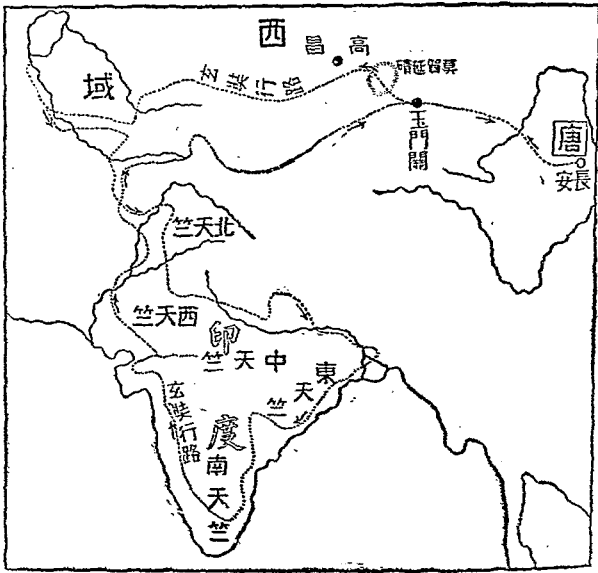 西域
高昌
莫賀延磧
玄奘行路
玉門關
唐
長安
北天竺
西天竺
印度
中天竺
東天竺
玄奘行路
南天竺